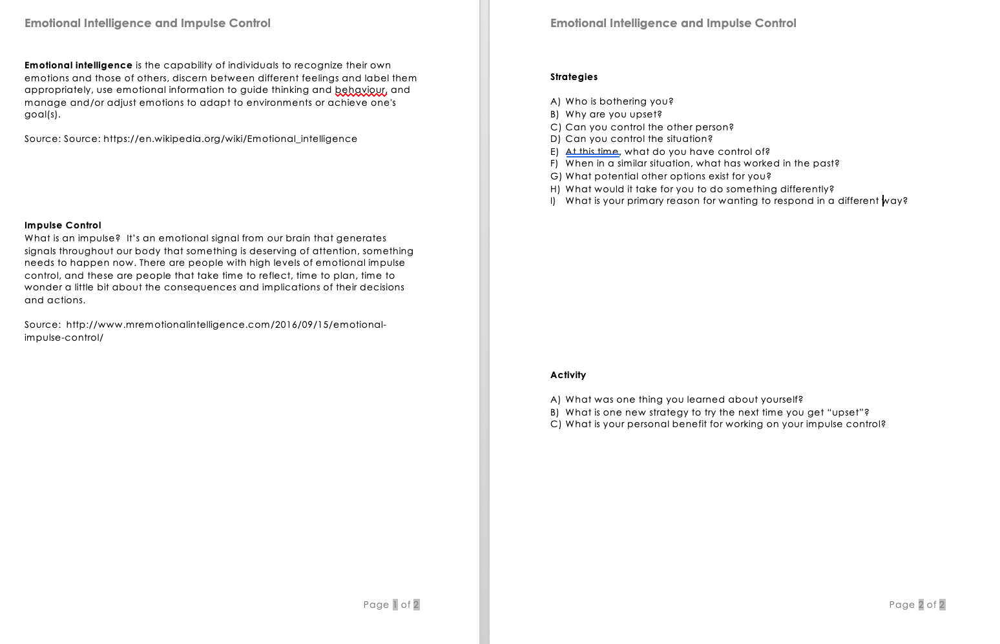 Emotional Intelligence and Impulse Control
Emotional intelligence is the capability of individuals to recognize their own
emotions and those of others, discern between different feelings and label them
appropriately, use emotional information to guide thinking and behaviour, and
manage and/or adjust emotions to adapt to environments or achieve one's
goal(s).
Source: Source: https://en.wikipedia.org/wiki/Emotional_intelligence
Impulse Control
What is an impulse?  It’s an emotional signal from our brain that generates
signals throughout our body that something is deserving of attention, something
needs to happen now. There are people with high levels of emotional impulse
control, and these are people that take time to reflect, time to plan, time to
wonder a little bit about the consequences and implications of their decisions
and actions.
Source:  http://www.mremotionalintelligence.com/2016/09/15/emotional-
impulse-control/
Page 1 of 2
Emotional Intelligence and Impulse Control
Strategies
A) Who is bothering you?
B) Why are you upset?
C) Can you control the other person?
D) Can you control the situation?
E) At this time, what do you have control of?
F) When in a similar situation, what has worked in the past?
G) What potential other options exist for you?
H) What would it take for you to do something differently?
I) What is your primary reason for wanting to respond in a different way?
Activity
A) What was one thing you learned about yourself?
B) What is one new strategy to try the next time you get “upset”?
C) What is your personal benefit for working on your impulse control?
Page 2 of 2